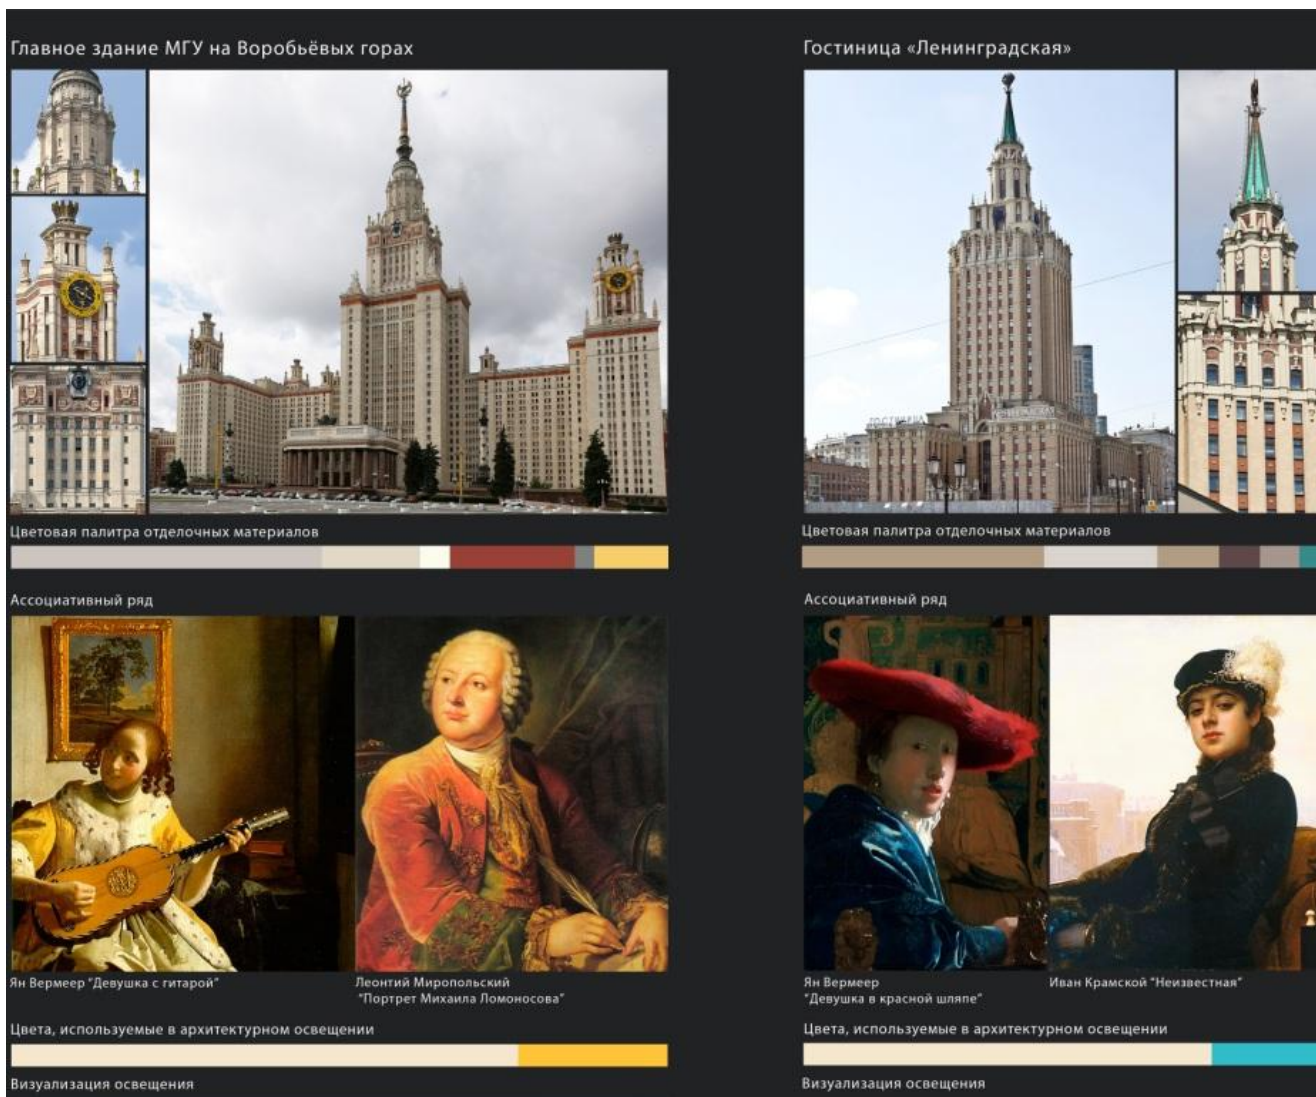 Главное здание МГУ на Воробьёвых горах
Цветовая палитра отделочных материалов
Ассоциативный ряд
Ян Вермеер "Девушка с гитарой"
Леонтий Миропольский
"Портрет Михаила Ломоносова"
Цвета, используемые в архитектурном освещении
Визуализация освещения
Гостиница «Ленинградская»
ГОСТИНИЦА
Цветовая палитра отделочных материалов
Ассоциативный ряд
Ян Вермеер
"Девушка в красной шляпе"
Иван Крамской "Неизвестная"
Цвета, используемые в архитектурном освещении
Визуализация освещения